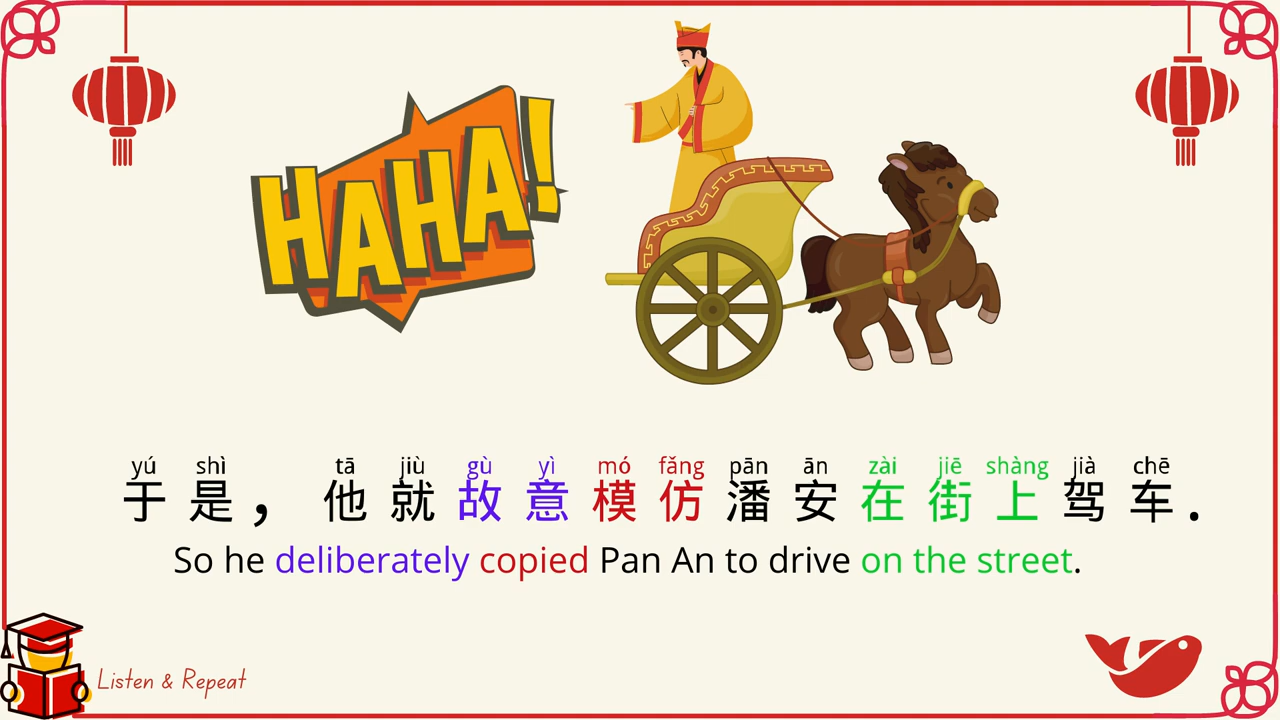 HAHA!
yú shì tā jiù gù yì mó fǎng pān ān zài jiē shàng jià chē
于是，他就故意模仿潘安在街上驾车.
So he deliberately copied Pan An to drive on the street.
Listen & Repeat